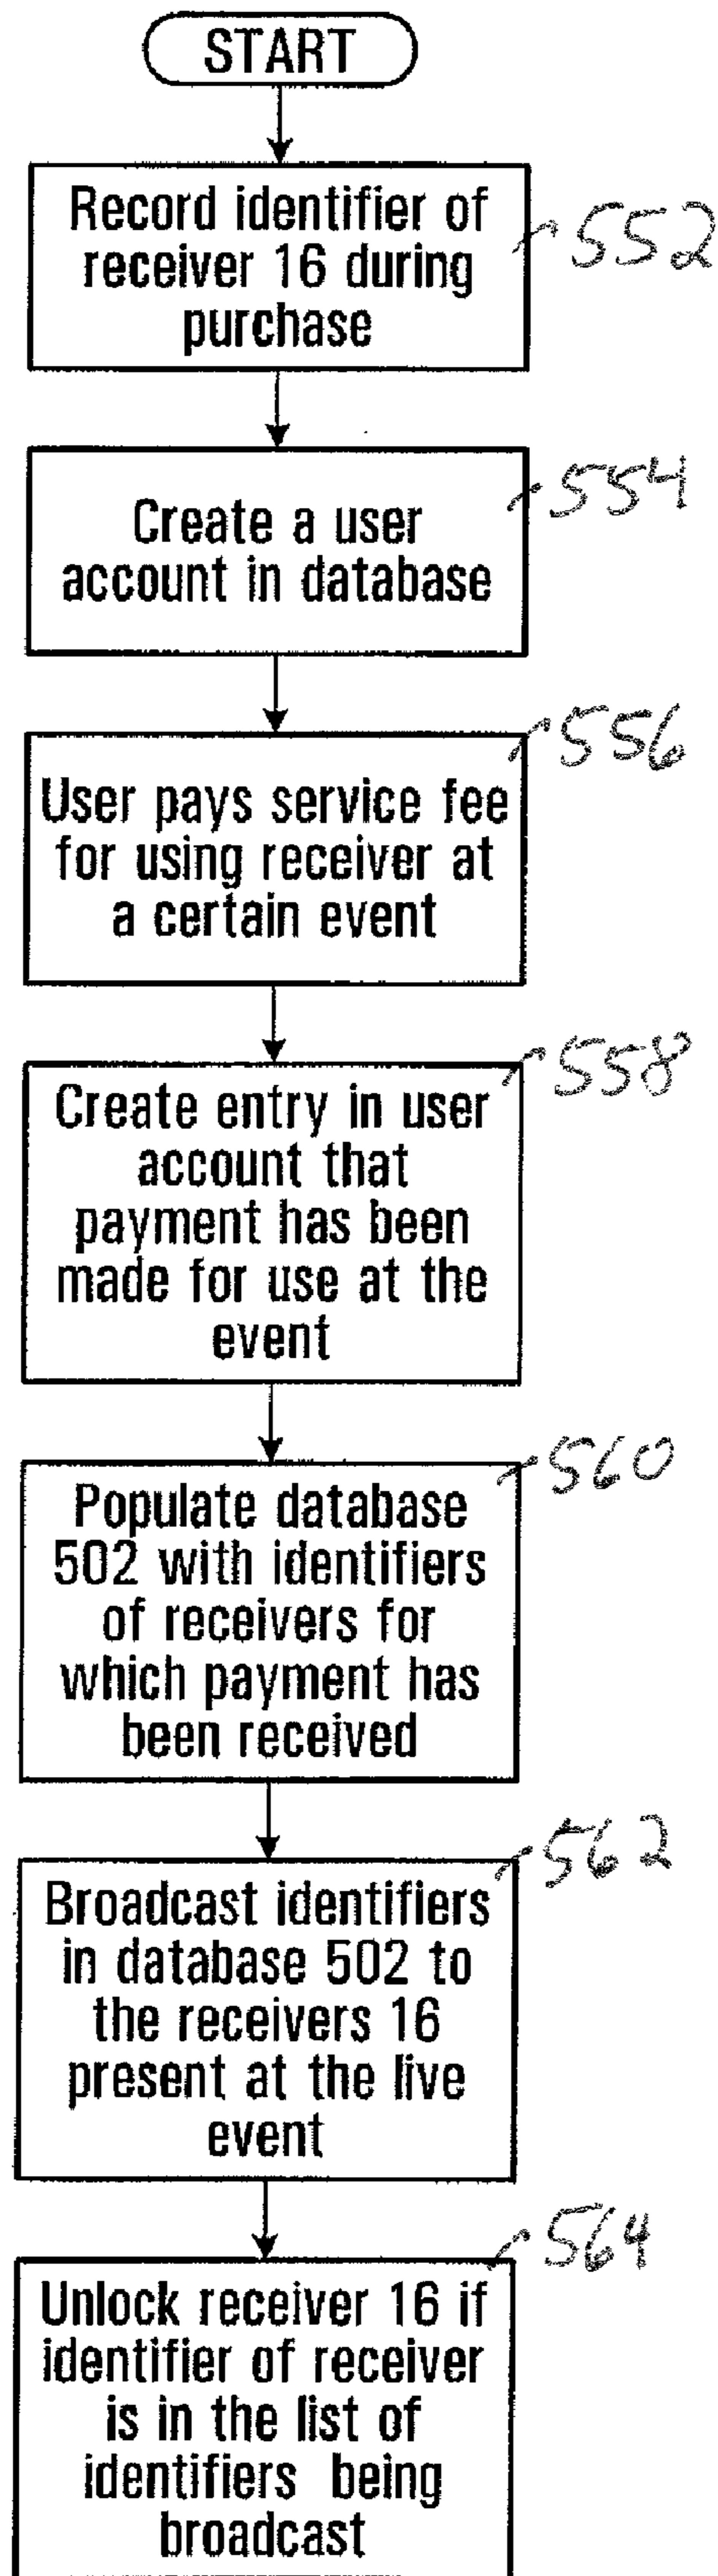 START
Record identifier of
receiver 16 during
purchase
552
Create a user
account in database
554
User pays service fee
for using receiver at
a certain event
556
Create entry in user
account that
payment has been
made for use at the
event
558
Populate database
502 with identifiers
of receivers for
which payment has
been received
560
Broadcast identifiers
in database 502 to
the receivers 16
present at the live
event
562
Unlock receiver 16 if
identifier of receiver
is in the list of
identifiers being
broadcast
564